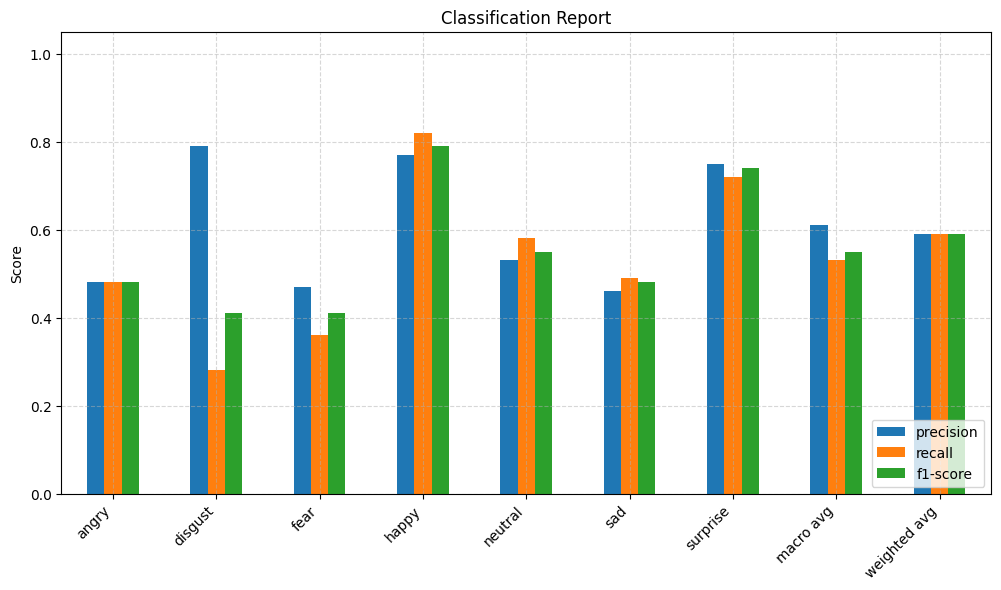 Classification Report
Score
1.0
0.8
0.6
0.4
0.2
0.0
angry
disgust
fear
happy
neutral
sad
surprise
macro avg
weighted avg
precision
recall
f1-score